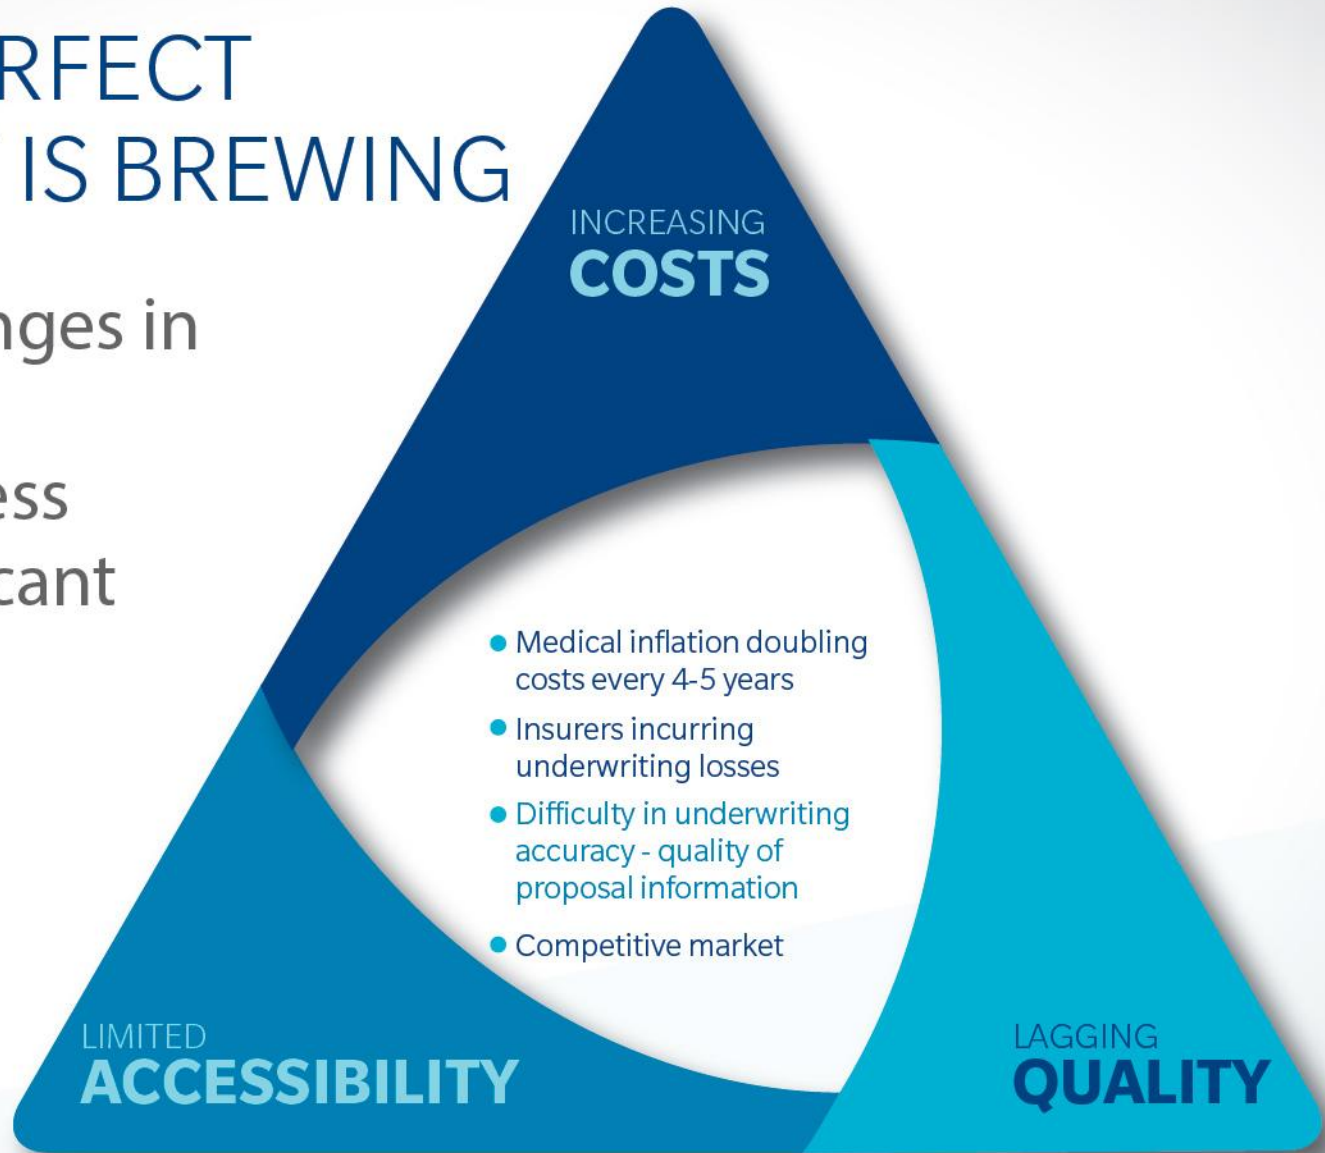 RFECT
IS BREWING
nges in
ess
cant
INCREASING
COSTS
● Medical inflation doubling
costs every 4-5 years
● Insurers incurring
underwriting losses
● Difficulty in underwriting
accuracy - quality of
proposal information
● Competitive market
LIMITED
ACCESSIBILITY
LAGGING
QUALITY